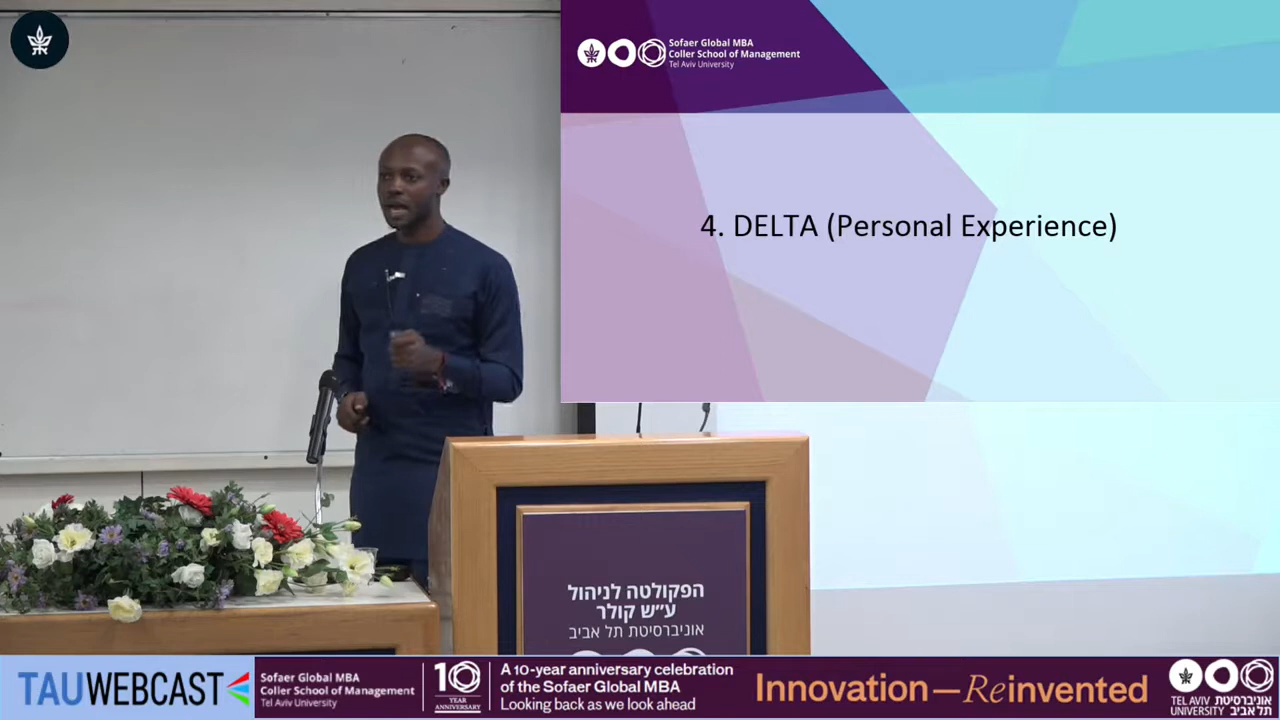 Sofaer Global MBA
Coller School of Management
Tel Aviv University
4. DELTA (Personal Experience)
הפקולטה לניהול
ע״ש קולר
אוניברסיטת תל אביב
TAUWEBCAST
Sofaer Global MBA
Coller School of Management
Tel Aviv University
10
YEAR
ANNIVERSARY
A 10-year anniversary celebration
of the Sofaer Global MBA
Looking back as we look ahead
Innovation—Reinvented
TEL AVIV אוניברסיטת
UNIVERSITY תל אביב